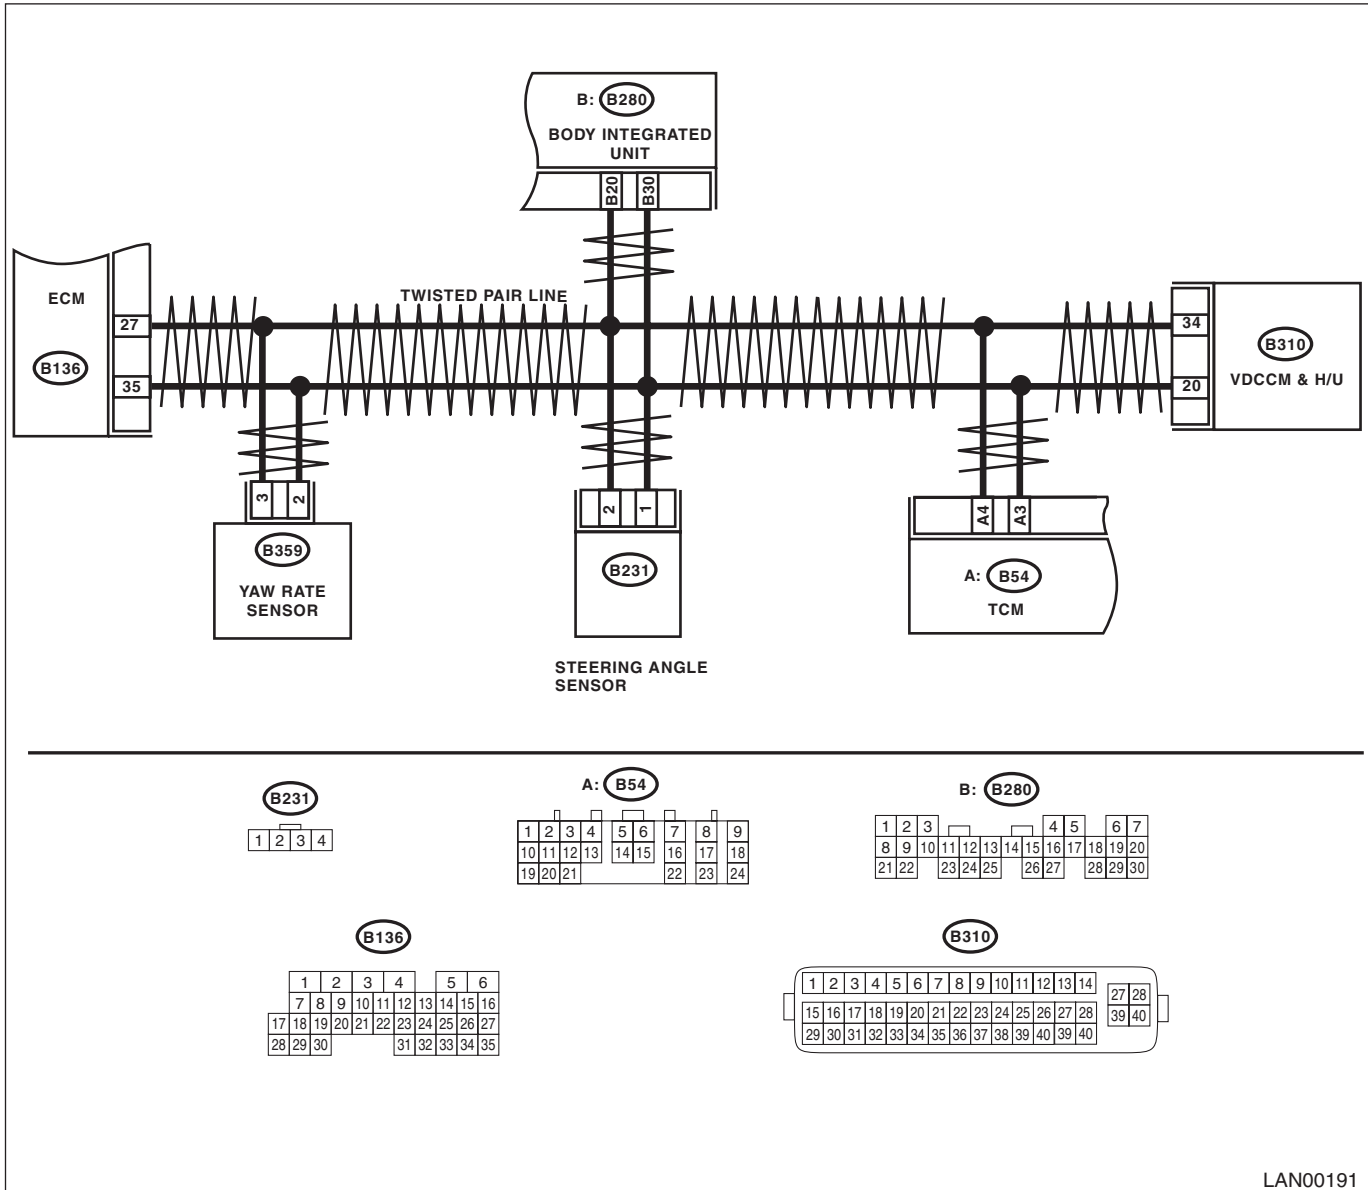 B: B280
BODY INTEGRATED
UNIT
B20 B30
ECM
TWISTED PAIR LINE
27
34
B136
B310
35
20
VDCCM & H/U
3 2
2 1
A4 A3
B359
B231
A: B54
YAW RATE
SENSOR
TCM
STEERING ANGLE
SENSOR
B231
1 2 3 4
A: B54
1 2 3 4 5 6 7 8 9
10 11 12 13 14 15 16 17 18
19 20 21 22 23 24
B: B280
1 2 3 4 5 6 7
8 9 10 11 12 13 14 15 16 17 18 19 20
21 22 23 24 25 26 27 28 29 30
B136
1 2 3 4 5 6
7 8 9 10 11 12 13 14 15 16
17 18 19 20 21 22 23 24 25 26 27
28 29 30 31 32 33 34 35
B310
1 2 3 4 5 6 7 8 9 10 11 12 13 14
27 28
15 16 17 18 19 20 21 22 23 24 25 26 27 28
39 40
29 30 31 32 33 34 35 36 37 38 39 40 39 40
LAN00191